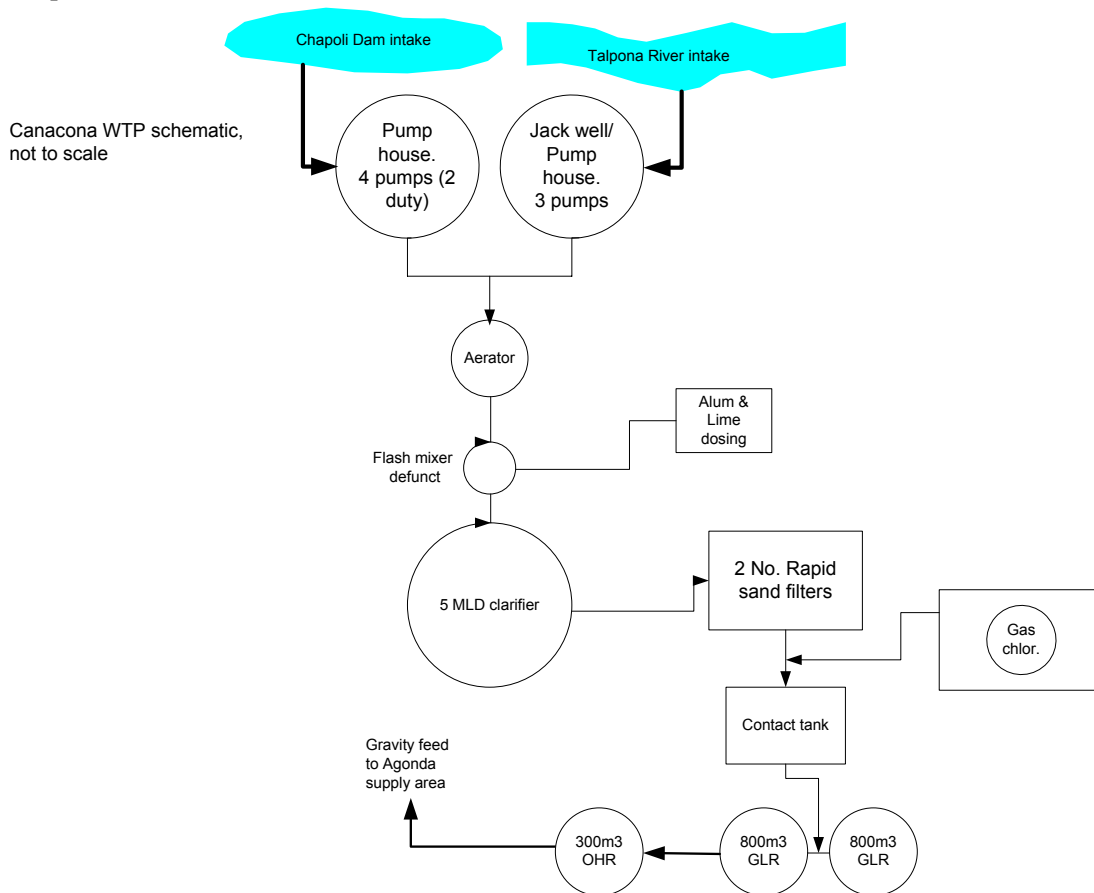 Chapoli Dam intake
Talpona River intake
Canacona WTP schematic,
not to scale
Pump
house.
4 pumps (2
duty)
Jack well/
Pump
house.
3 pumps
Aerator
Alum &
Lime
dosing
Flash mixer
defunct
5 MLD clarifier
2 No. Rapid
sand filters
Gas
chlor.
Contact tank
Gravity feed
to Agonda
supply area
300m3
OHR
800m3
GLR
800m3
GLR